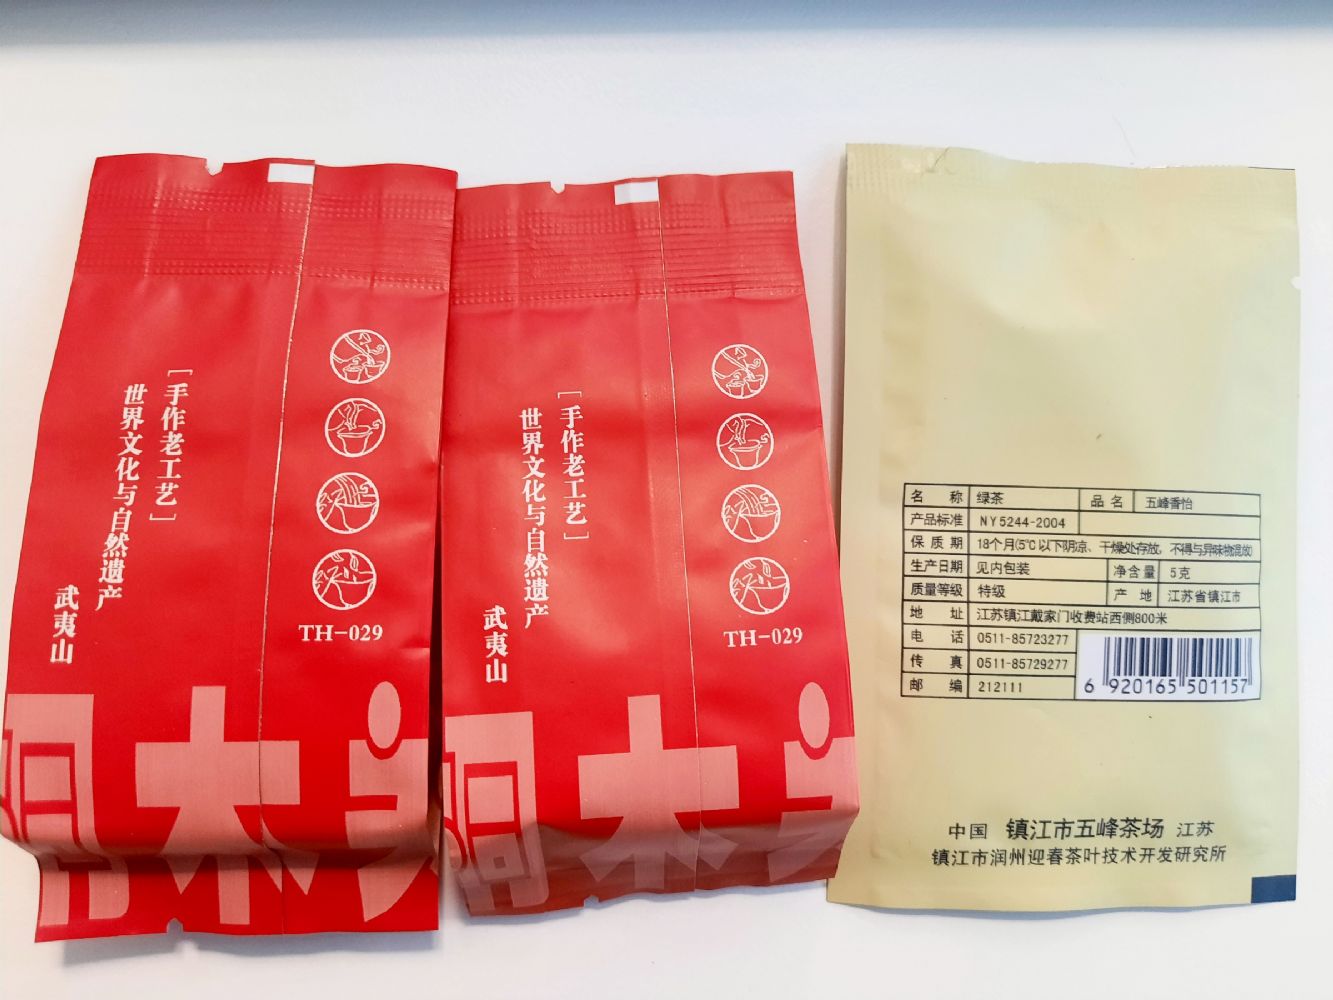 [手作老工艺]
世界文化与自然遗产
武夷山
TH-029
桐木
[手作老工艺]
世界文化与自然遗产
武夷山
TH-029
桐木
名称 绿茶 品名 五峰香怡
产品标准 NY5244-2004
保质期 18个月(5℃以下阴凉、干燥处存放，不得与异味物混放)
生产日期 见内包装 净含量 5克
质量等级 特级 产地 江苏省镇江市
地址 江苏镇江戴家门收费站西侧800米
电话 0511-85723277
传真 0511-85729277
邮编 212111
6 920165 501157
中国 镇江市五峰茶场 江苏
镇江市润州迎春茶叶技术开发研究所